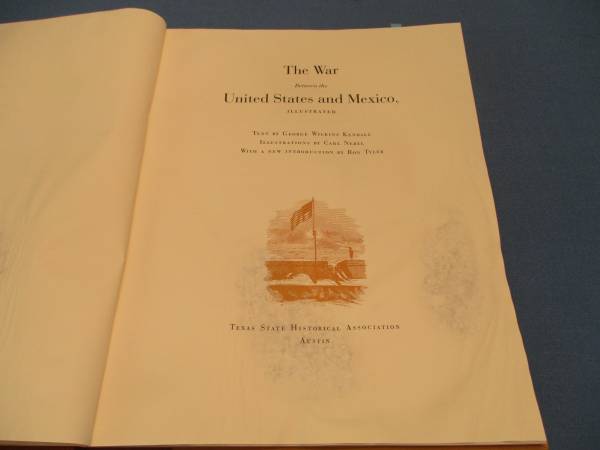 The War
Between the
United States and Mexico,
ILLUSTRATED
TEXT BY GEORGE WILKINS KENDALL
ILLUSTRATIONS BY CARL NEBEL
WITH A NEW INTRODUCTION BY RON TYLER
TEXAS STATE HISTORICAL ASSOCIATION
AUSTIN